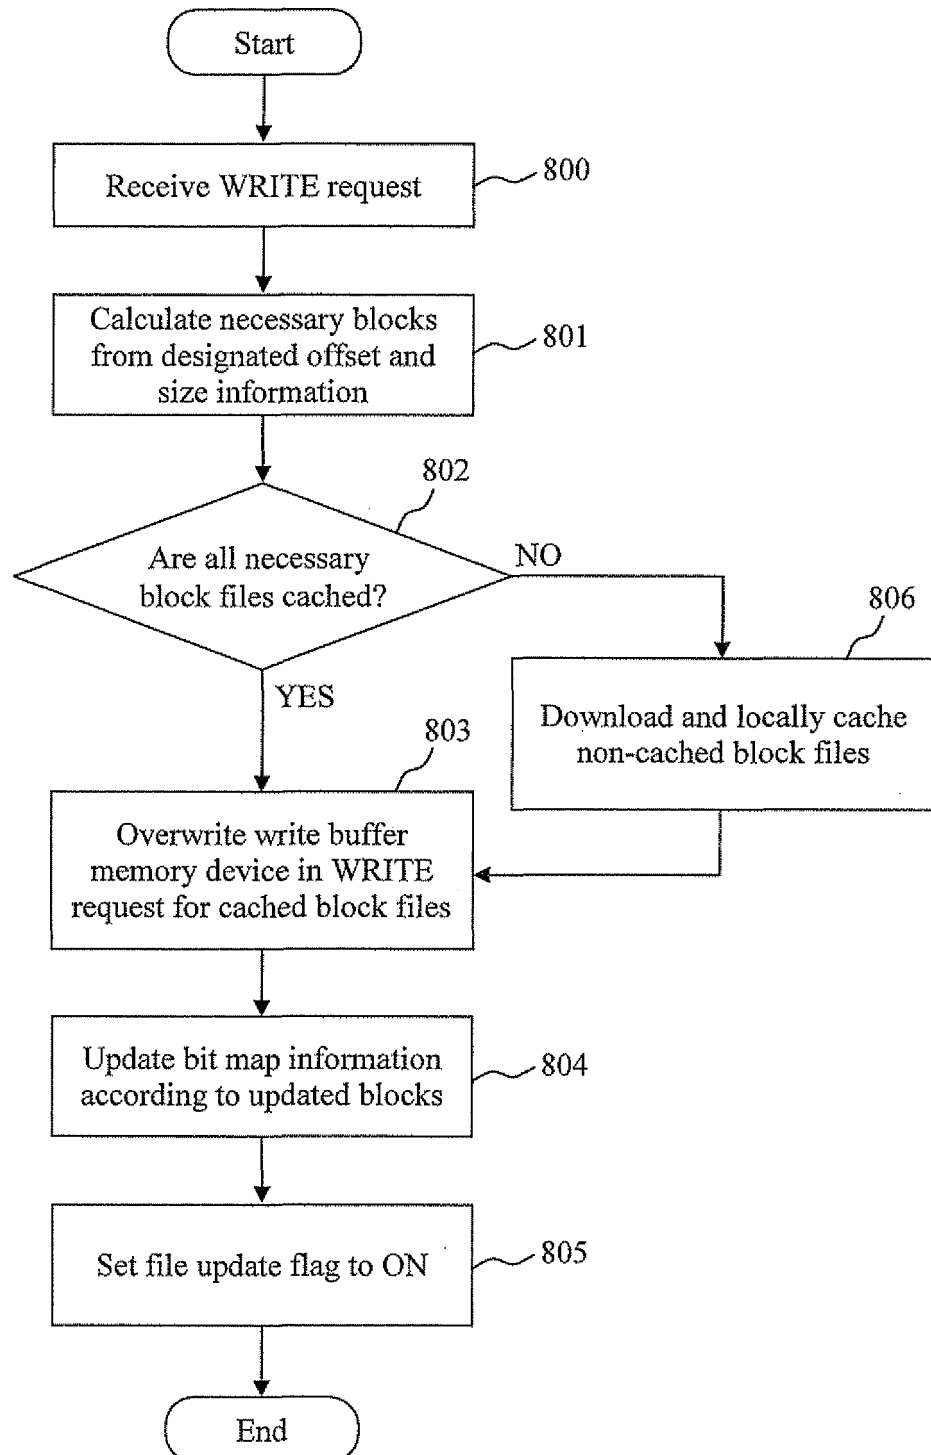 Start
Receive WRITE request
800
Calculate necessary blocks
from designated offset and
size information
801
802
Are all necessary
block files cached?
NO
YES
806
Download and locally cache
non-cached block files
803
Overwrite write buffer
memory device in WRITE
request for cached block files
Update bit map information
according to updated blocks
804
Set file update flag to ON
805
End